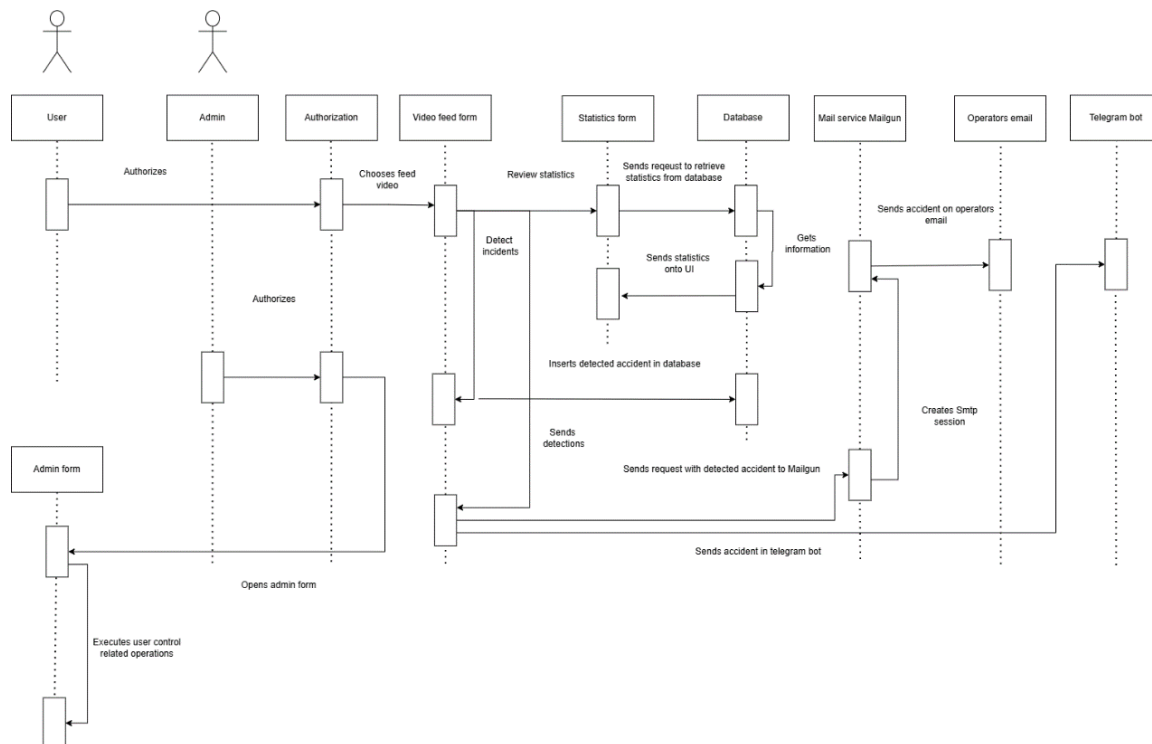 User
Admin
Authorization
Video feed form
Statistics form
Database
Mail service Mailgun
Operators email
Telegram bot
Authorizes
Chooses feed
video
Review statistics
Sends reqeust to retrieve
statistics from database
Sends accident on operators
email
Detect
incidents
Gets
information
Sends statistics
onto UI
Authorizes
Inserts detected accident in database
Creates Smtp
session
Sends
detections
Admin form
Sends request with detected accident to Mailgun
Sends accident in telegram bot
Opens admin form
Executes user control
related operations